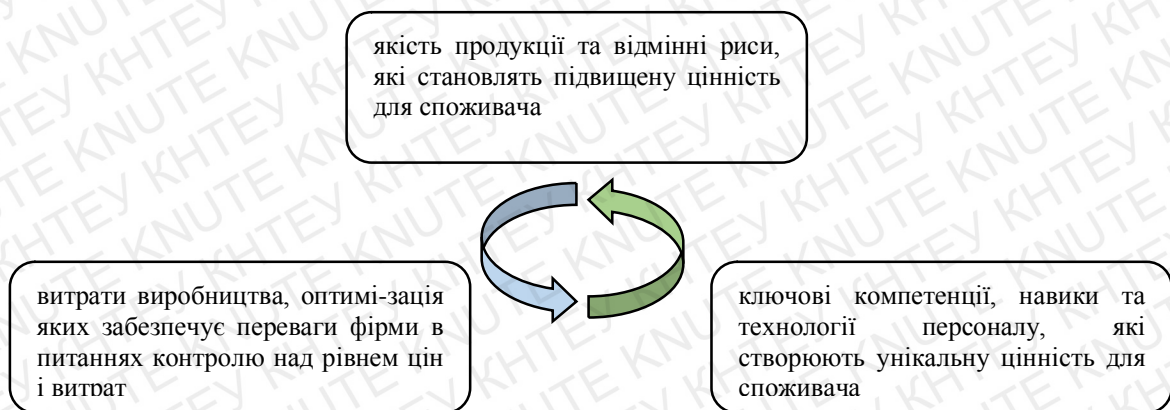 якість продукції та відмінні риси,
які становлять підвищену цінність
для споживача
витрати виробництва, оптимі-зація
яких забезпечує переваги фірми в
питаннях контролю над рівнем цін
і витрат
ключові компетенції, навики та
технології персоналу, які
створюють унікальну цінність для
споживача